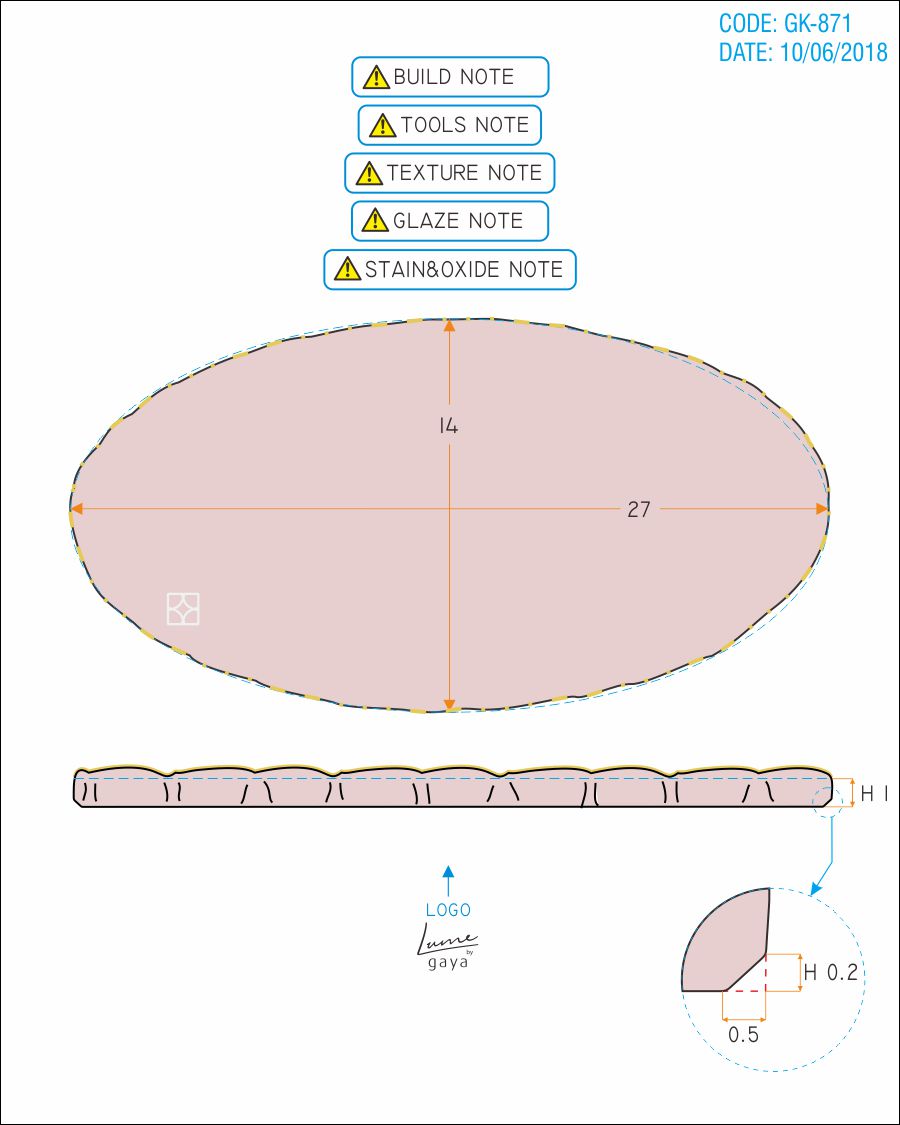 CODE: GK-871
DATE: 10/06/2018
BUILD NOTE
TOOLS NOTE
TEXTURE NOTE
GLAZE NOTE
STAIN&OXIDE NOTE
14
27
H 1
LOGO
Lume
by
gaya
H 0.2
0.5